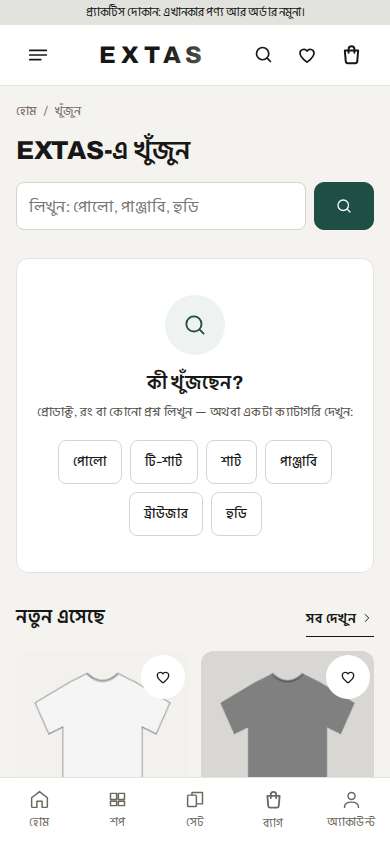 প্র্যাকটিস দোকান: এখানকার পণ্য আর অর্ডার নমুনা।
EXTAS
হোম / খুঁজুন
EXTAS-এ খুঁজুন
লিখুন: পোলো, পাঞ্জাবি, হুডি
কী খুঁজছেন?
প্রোডাক্ট, রং বা কোনো প্রশ্ন লিখুন — অথবা একটা ক্যাটাগরি দেখুন:
পোলো টি-শার্ট শার্ট পাঞ্জাবি
ট্রাউজার হুডি
নতুন এসেছে সব দেখুন
হোম শপ সেট ব্যাগ অ্যাকাউন্ট